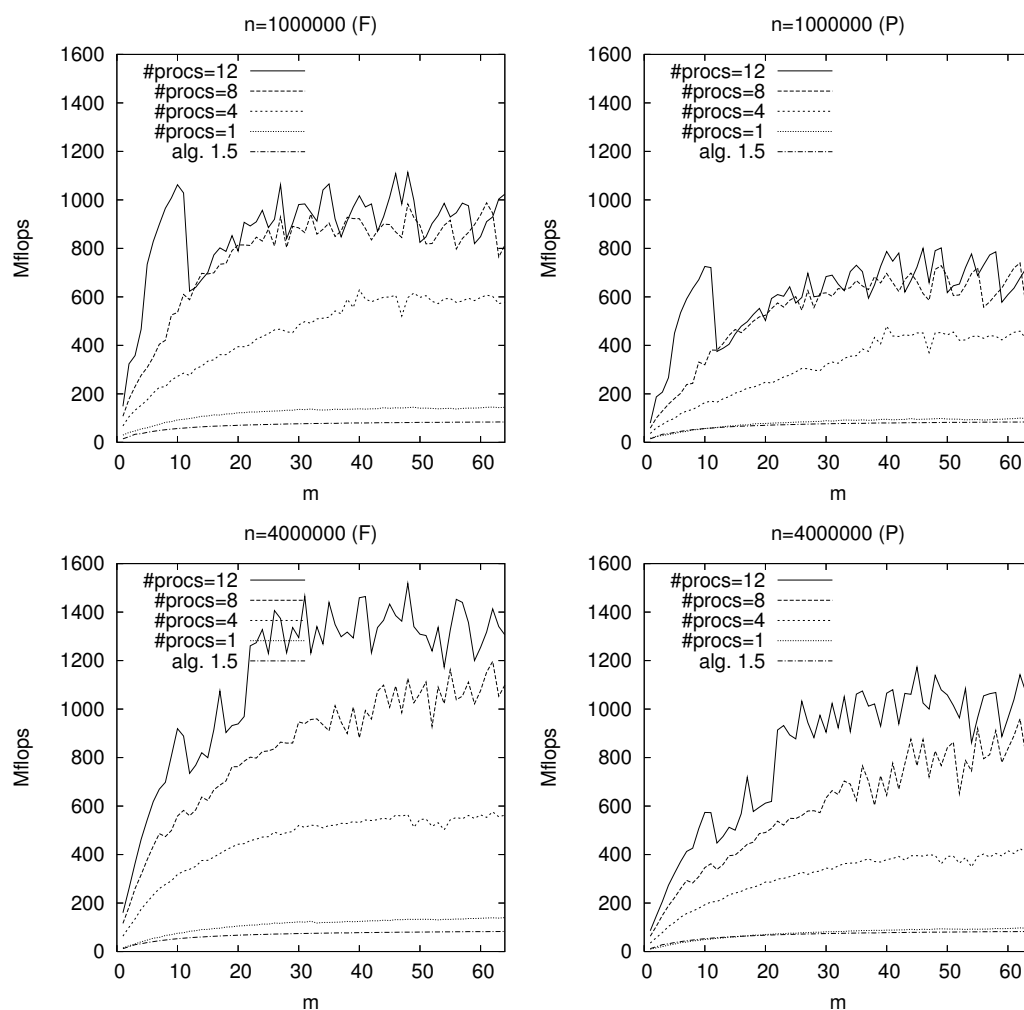 n=1000000 (F)
1600
1400
1200
1000
800
600
400
200
0
Mflops
#procs=12
#procs=8
#procs=4
#procs=1
alg. 1.5
0 10 20 30 40 50 60
m
n=1000000 (P)
1600
1400
1200
1000
800
600
400
200
0
Mflops
#procs=12
#procs=8
#procs=4
#procs=1
alg. 1.5
0 10 20 30 40 50 60
m
n=4000000 (F)
1600
1400
1200
1000
800
600
400
200
0
Mflops
#procs=12
#procs=8
#procs=4
#procs=1
alg. 1.5
0 10 20 30 40 50 60
m
n=4000000 (P)
1600
1400
1200
1000
800
600
400
200
0
Mflops
#procs=12
#procs=8
#procs=4
#procs=1
alg. 1.5
0 10 20 30 40 50 60
m